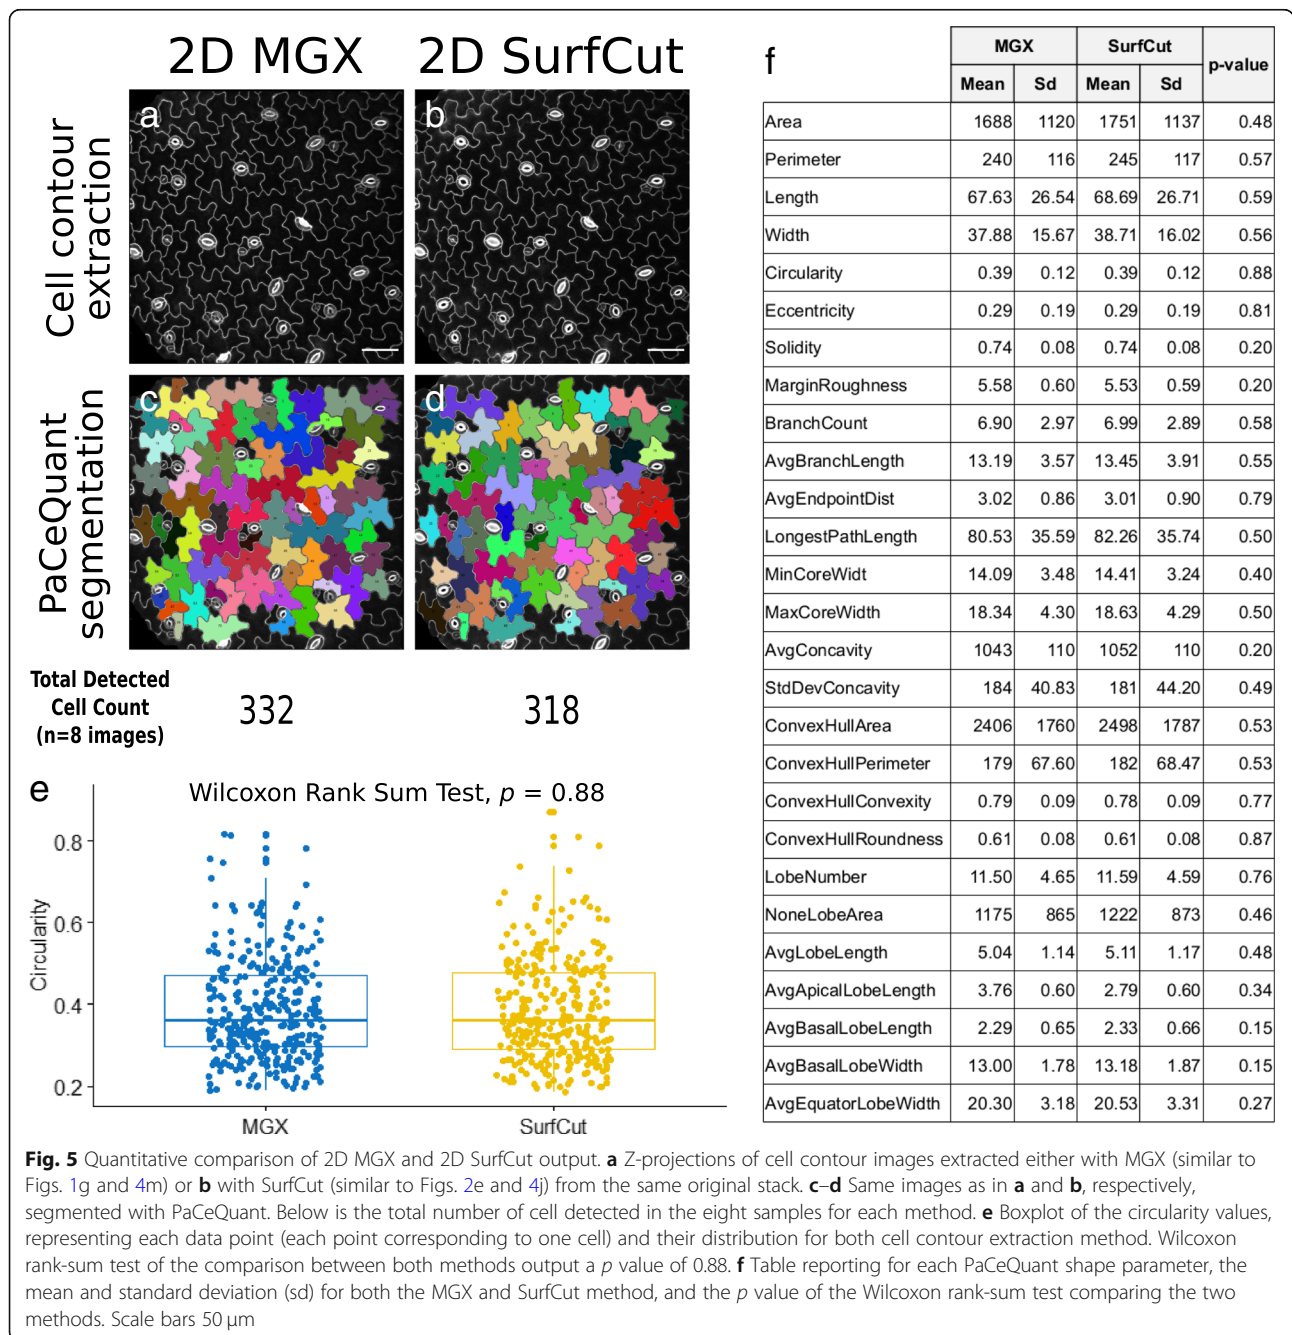 2D MGX 2D SurfCut
Cell contour
extraction
a
b
PaCeQuant
segmentation
c
d
Total Detected
Cell Count
(n=8 images)
332
318
e
Wilcoxon Rank Sum Test, p = 0.88
Circularity
0.8
0.6
0.4
0.2
MGX
SurfCut
f
MGX SurfCut p-value
Mean Sd Mean Sd
Area 1688 1120 1751 1137 0.48
Perimeter 240 116 245 117 0.57
Length 67.63 26.54 68.69 26.71 0.59
Width 37.88 15.67 38.71 16.02 0.56
Circularity 0.39 0.12 0.39 0.12 0.88
Eccentricity 0.29 0.19 0.29 0.19 0.81
Solidity 0.74 0.08 0.74 0.08 0.20
MarginRoughness 5.58 0.60 5.53 0.59 0.20
BranchCount 6.90 2.97 6.99 2.89 0.58
AvgBranchLength 13.19 3.57 13.45 3.91 0.55
AvgEndpointDist 3.02 0.86 3.01 0.90 0.79
LongestPathLength 80.53 35.59 82.26 35.74 0.50
MinCoreWidt 14.09 3.48 14.41 3.24 0.40
MaxCoreWidth 18.34 4.30 18.63 4.29 0.50
AvgConcavity 1043 110 1052 110 0.20
StdDevConcavity 184 40.83 181 44.20 0.49
ConvexHullArea 2406 1760 2498 1787 0.53
ConvexHullPerimeter 179 67.60 182 68.47 0.53
ConvexHullConvexity 0.79 0.09 0.78 0.09 0.77
ConvexHullRoundness 0.61 0.08 0.61 0.08 0.87
LobeNumber 11.50 4.65 11.59 4.59 0.76
NoneLobeArea 1175 865 1222 873 0.46
AvgLobeLength 5.04 1.14 5.11 1.17 0.48
AvgApicalLobeLength 3.76 0.60 2.79 0.60 0.34
AvgBasalLobeLength 2.29 0.65 2.33 0.66 0.15
AvgBasalLobeWidth 13.00 1.78 13.18 1.87 0.15
AvgEquatorLobeWidth 20.30 3.18 20.53 3.31 0.27
Fig. 5 Quantitative comparison of 2D MGX and 2D SurfCut output. a Z-projections of cell contour images extracted either with MGX (similar to
Figs. 1g and 4m) or b with SurfCut (similar to Figs. 2e and 4j) from the same original stack. c–d Same images as in a and b, respectively,
segmented with PaCeQuant. Below is the total number of cell detected in the eight samples for each method. e Boxplot of the circularity values,
representing each data point (each point corresponding to one cell) and their distribution for both cell contour extraction method. Wilcoxon
rank-sum test of the comparison between both methods output a p value of 0.88. f Table reporting for each PaCeQuant shape parameter, the
mean and standard deviation (sd) for both the MGX and SurfCut method, and the p value of the Wilcoxon rank-sum test comparing the two
methods. Scale bars 50 µm